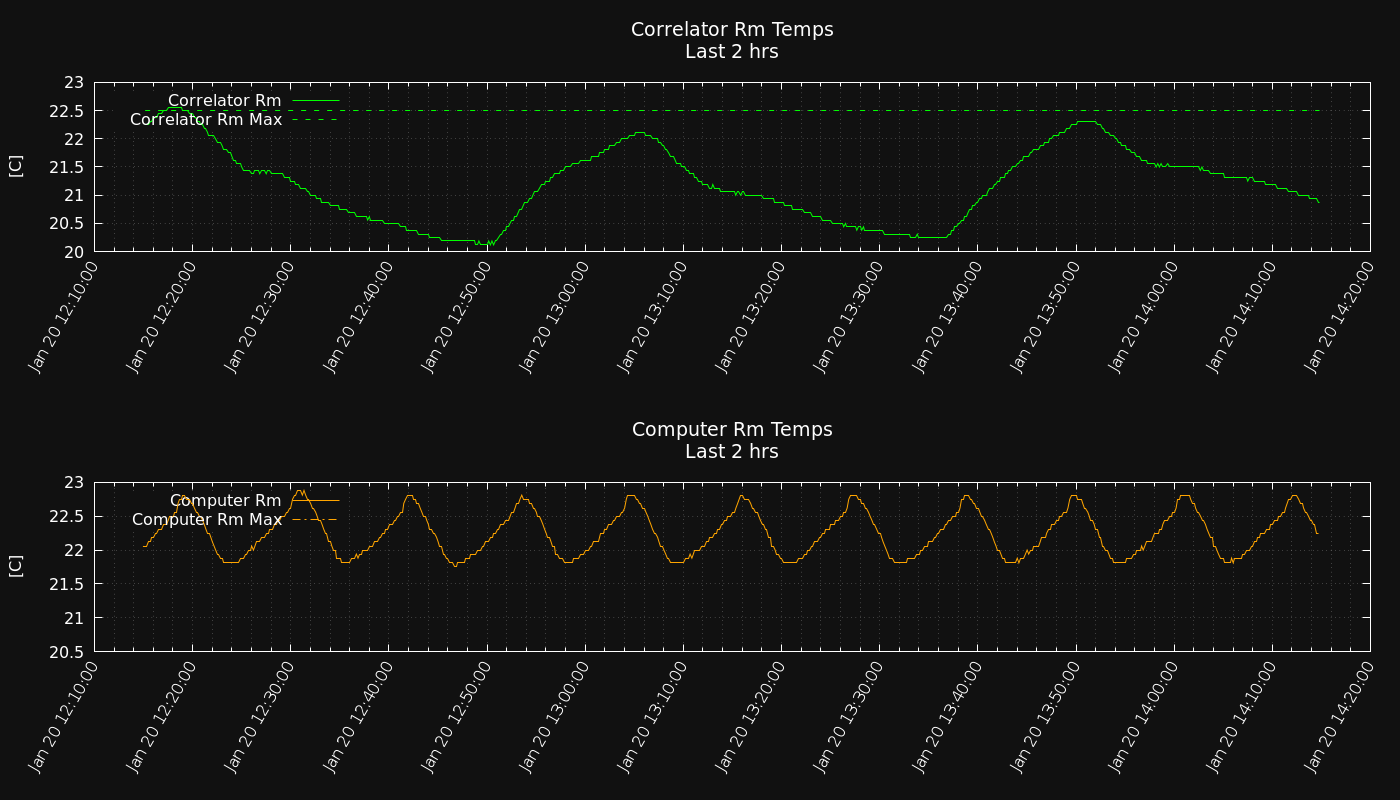 Correlator Rm Temps
Last 2 hrs
23
22.5
22
21.5
21
20.5
20
[C]
Correlator Rm
Correlator Rm Max
Jan 20 12:10:00
Jan 20 12:20:00
Jan 20 12:30:00
Jan 20 12:40:00
Jan 20 12:50:00
Jan 20 13:00:00
Jan 20 13:10:00
Jan 20 13:20:00
Jan 20 13:30:00
Jan 20 13:40:00
Jan 20 13:50:00
Jan 20 14:00:00
Jan 20 14:10:00
Jan 20 14:20:00
Computer Rm Temps
Last 2 hrs
23
22.5
22
21.5
21
20.5
[C]
Computer Rm
Computer Rm Max
Jan 20 12:10:00
Jan 20 12:20:00
Jan 20 12:30:00
Jan 20 12:40:00
Jan 20 12:50:00
Jan 20 13:00:00
Jan 20 13:10:00
Jan 20 13:20:00
Jan 20 13:30:00
Jan 20 13:40:00
Jan 20 13:50:00
Jan 20 14:00:00
Jan 20 14:10:00
Jan 20 14:20:00